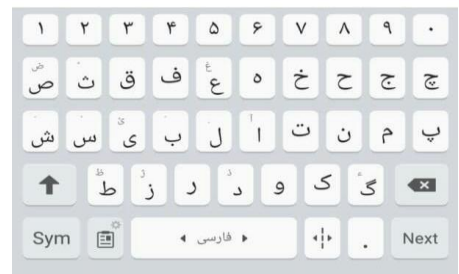 ۱ ۲ ۳ ۴ ۵ ۶ ۷ ۸ ۹ ۰
ص ث ق ف ع ه خ ح ج چ
ش س ی ل ب ا ت ن م پ
ط ز ر د و ک گ
Sym فارسی . Next